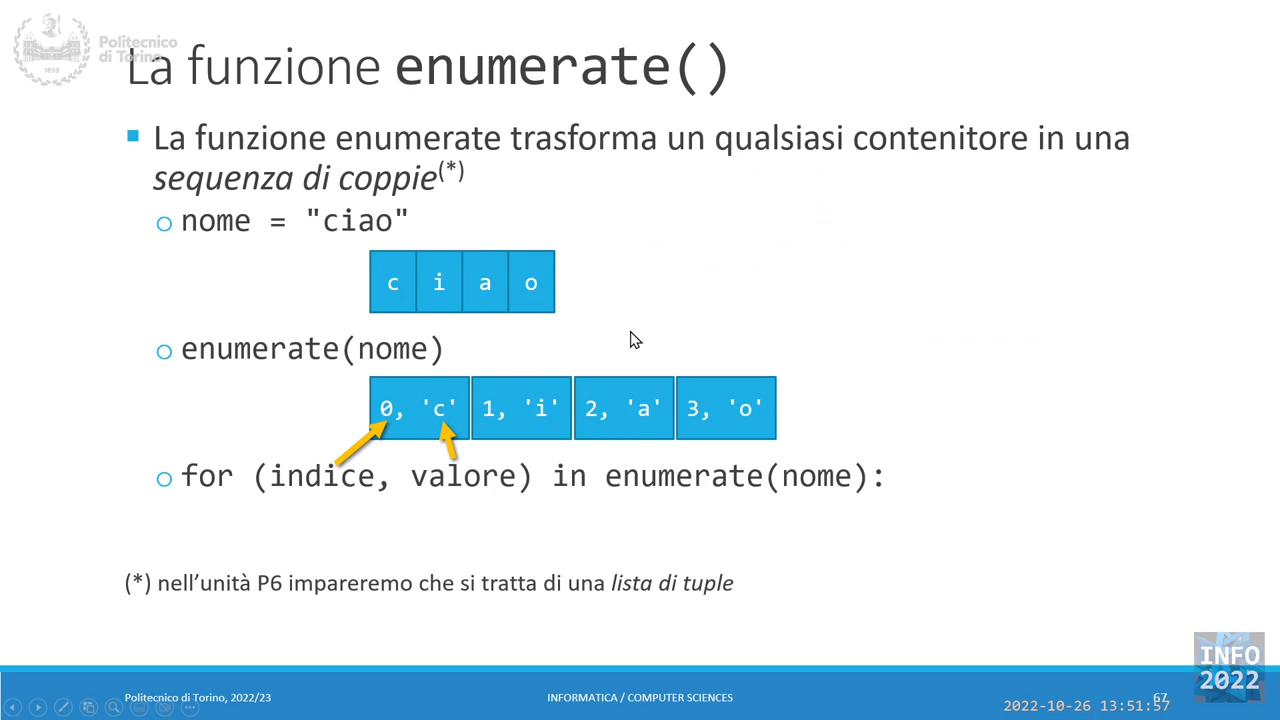 Politecnico
di Torino
1859
La funzione enumerate()
La funzione enumerate trasforma un qualsiasi contenitore in una
sequenza di coppie(*)
nome = "ciao"
c i a o
enumerate(nome)
0, 'c' 1, 'i' 2, 'a' 3, 'o'
for (indice, valore) in enumerate(nome):
(*) nell'unità P6 impareremo che si tratta di una lista di tuple
INFO
2022
Politecnico di Torino, 2022/23 INFORMATICA / COMPUTER SCIENCES 67
2022-10-26 13:51:57